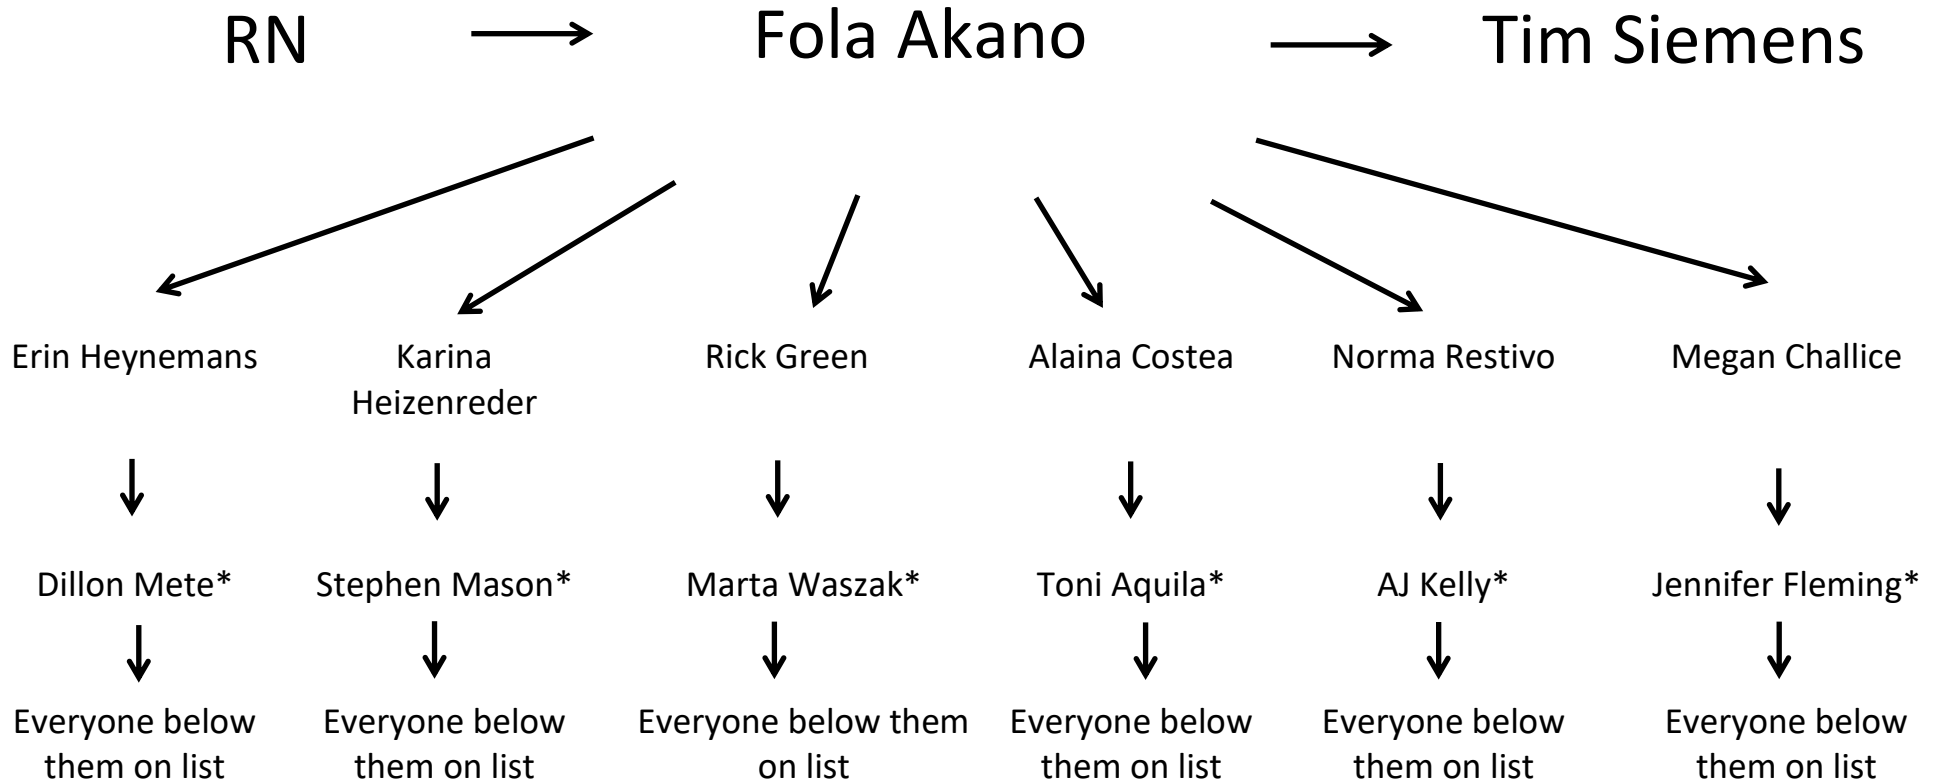 RN
Fola Akano
Tim Siemens
Erin Heynemans
Karina
Heizenreder
Rick Green
Alaina Costea
Norma Restivo
Megan Challice
Dillon Mete*
Stephen Mason*
Marta Waszak*
Toni Aquila*
AJ Kelly*
Jennifer Fleming*
Everyone below
them on list
Everyone below
them on list
Everyone below them
on list
Everyone below
them on list
Everyone below
them on list
Everyone below
them on list